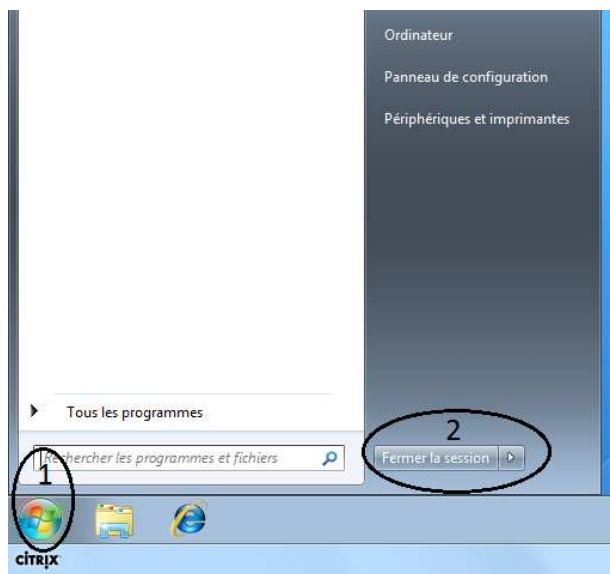 Ordinateur
Panneau de configuration
Périphériques et imprimantes
Tous les programmes
2
Rechercher les programmes et fichiers
Fermer la session
1
CITRIX